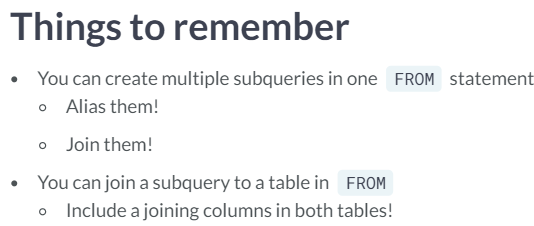 Things to remember
• You can create multiple subqueries in one FROM statement
◦ Alias them!
◦ Join them!
• You can join a subquery to a table in FROM
◦ Include a joining columns in both tables!